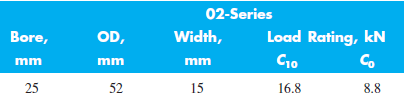 02-Series
Bore, OD, Width, Load Rating, kN
mm mm mm C10 Co
25 52 15 16.8 8.8